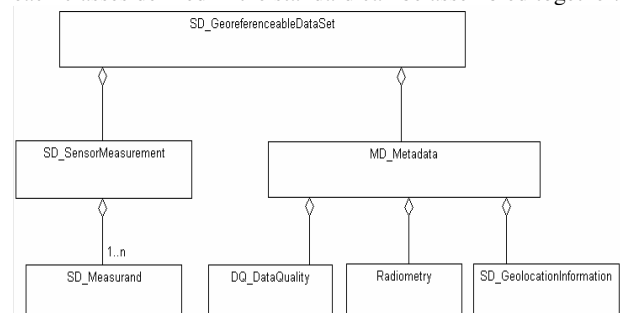 SD_GeoreferenceableDataSet
SD_SensorMeasurement
MD_Metadata
1..n
SD_Measurand
DQ_DataQuality
Radiometry
SD_GeolocationInformation